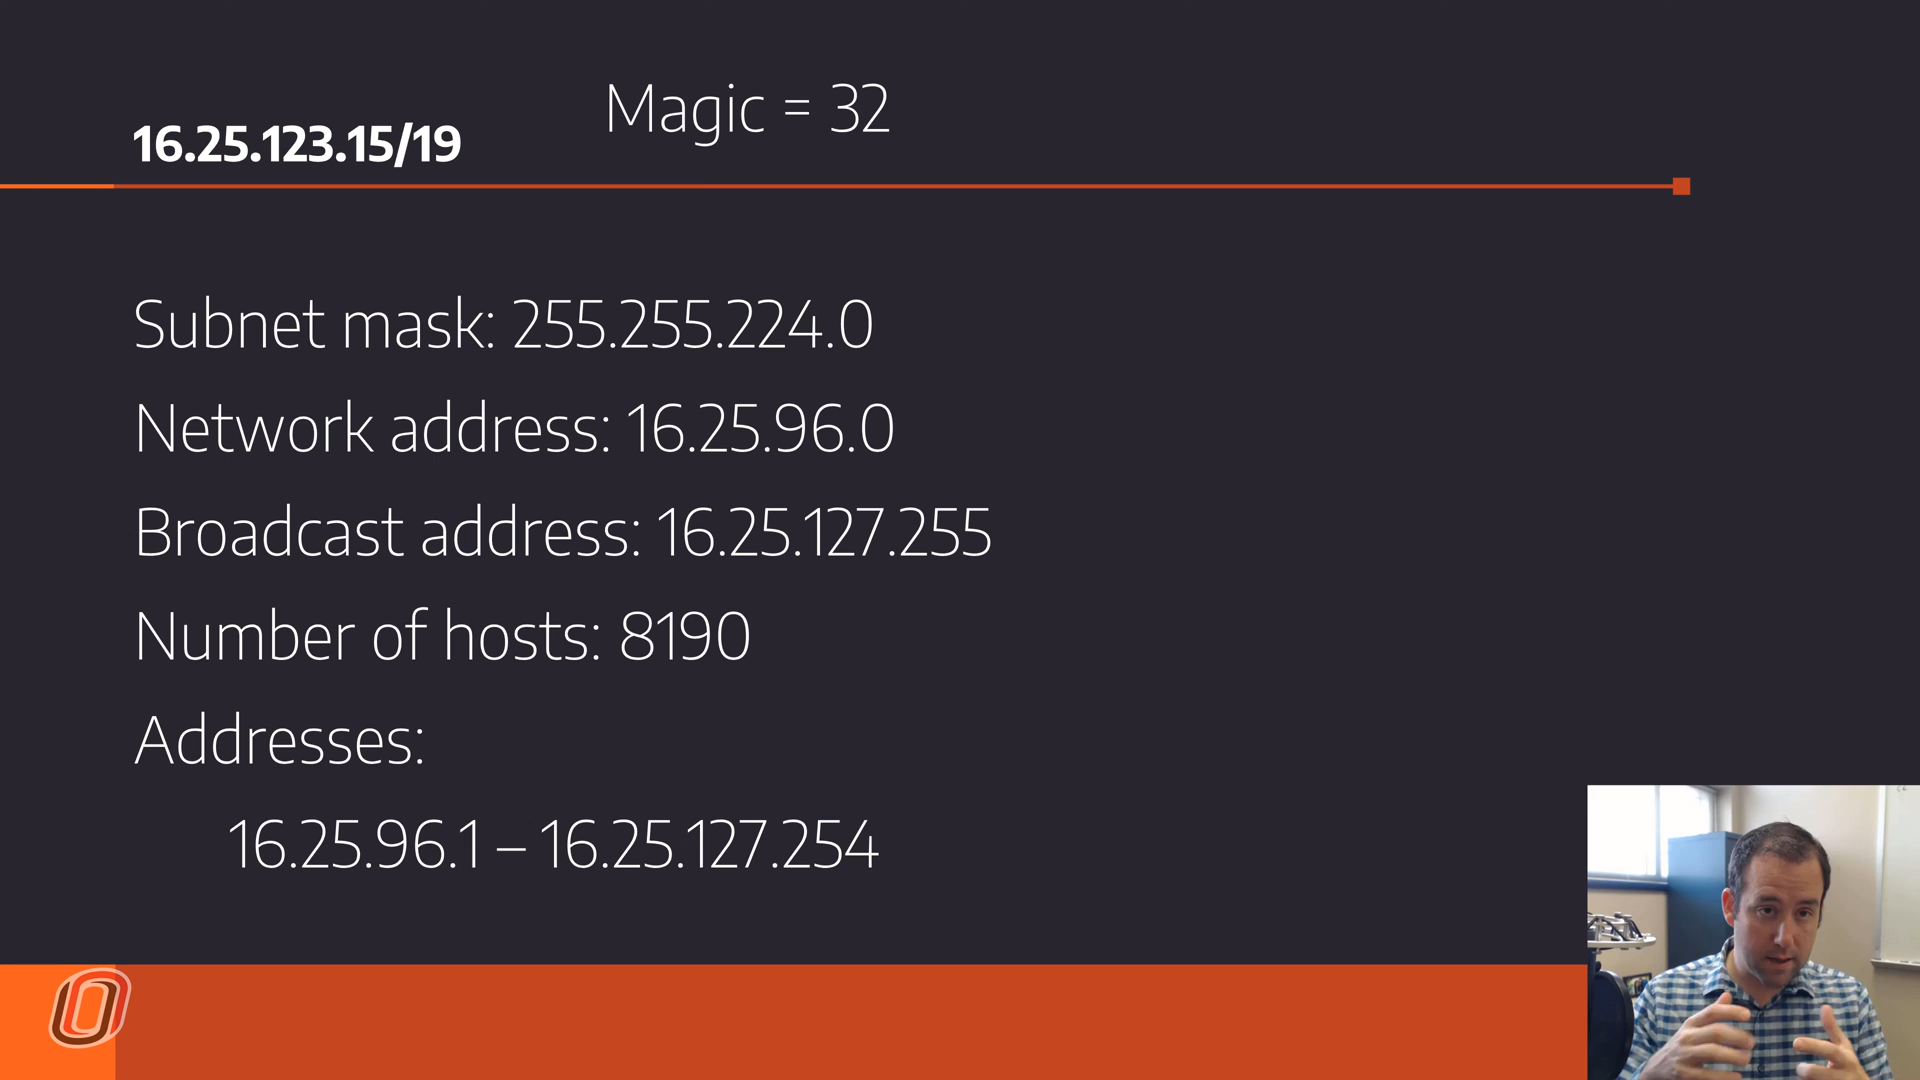 Magic = 32
16.25.123.15/19
Subnet mask: 255.255.224.0
Network address: 16.25.96.0
Broadcast address: 16.25.127.255
Number of hosts: 8190
Addresses:
16.25.96.1 – 16.25.127.254